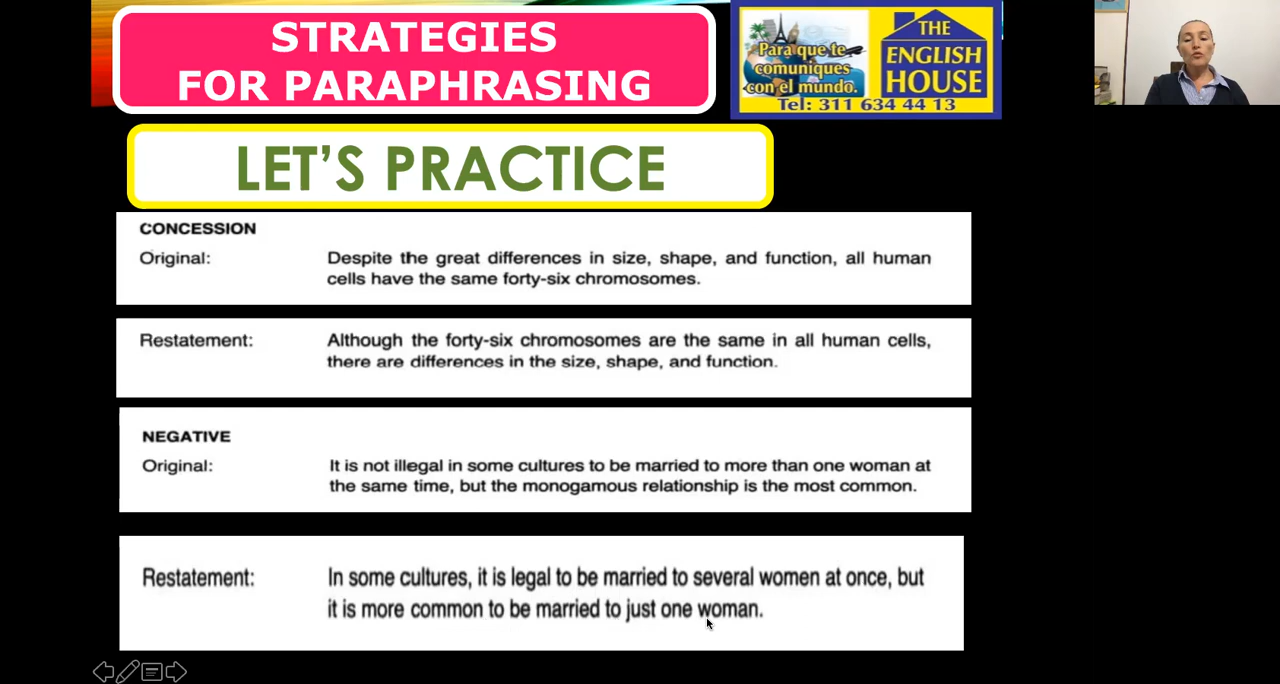 STRATEGIES
FOR PARAPHRASING
Para que te
comuniques
con el mundo.
THE
ENGLISH
HOUSE
Tel: 311 634 44 13
LET'S PRACTICE
CONCESSION
Original: Despite the great differences in size, shape, and function, all human
cells have the same forty-six chromosomes.
Restatement: Although the forty-six chromosomes are the same in all human cells,
there are differences in the size, shape, and function.
NEGATIVE
Original: It is not illegal in some cultures to be married to more than one woman at
the same time, but the monogamous relationship is the most common.
Restatement: In some cultures, it is legal to be married to several women at once, but
it is more common to be married to just one woman.